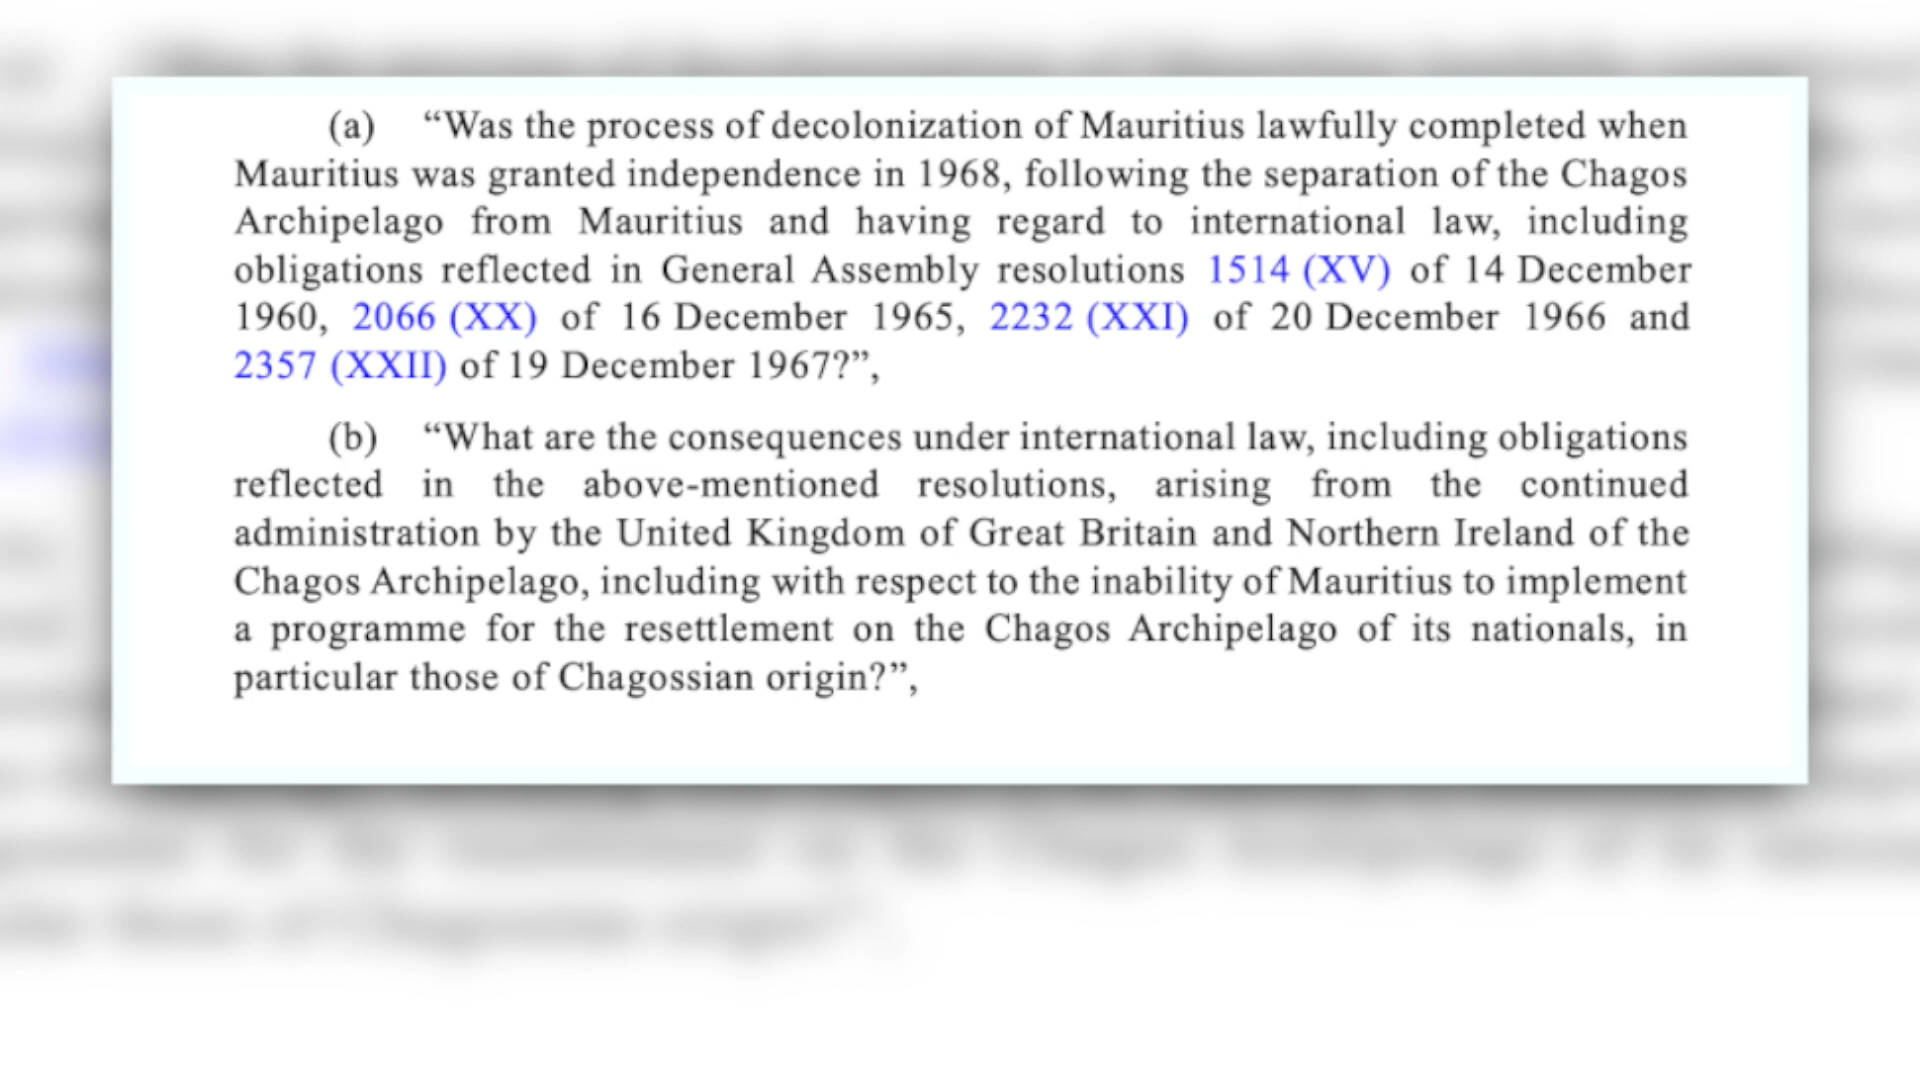 (a) “Was the process of decolonization of Mauritius lawfully completed when
Mauritius was granted independence in 1968, following the separation of the Chagos
Archipelago from Mauritius and having regard to international law, including
obligations reflected in General Assembly resolutions 1514 (XV) of 14 December
1960, 2066 (XX) of 16 December 1965, 2232 (XXI) of 20 December 1966 and
2357 (XXII) of 19 December 1967?”,
(b) “What are the consequences under international law, including obligations
reflected in the above-mentioned resolutions, arising from the continued
administration by the United Kingdom of Great Britain and Northern Ireland of the
Chagos Archipelago, including with respect to the inability of Mauritius to implement
a programme for the resettlement on the Chagos Archipelago of its nationals, in
particular those of Chagossian origin?”,